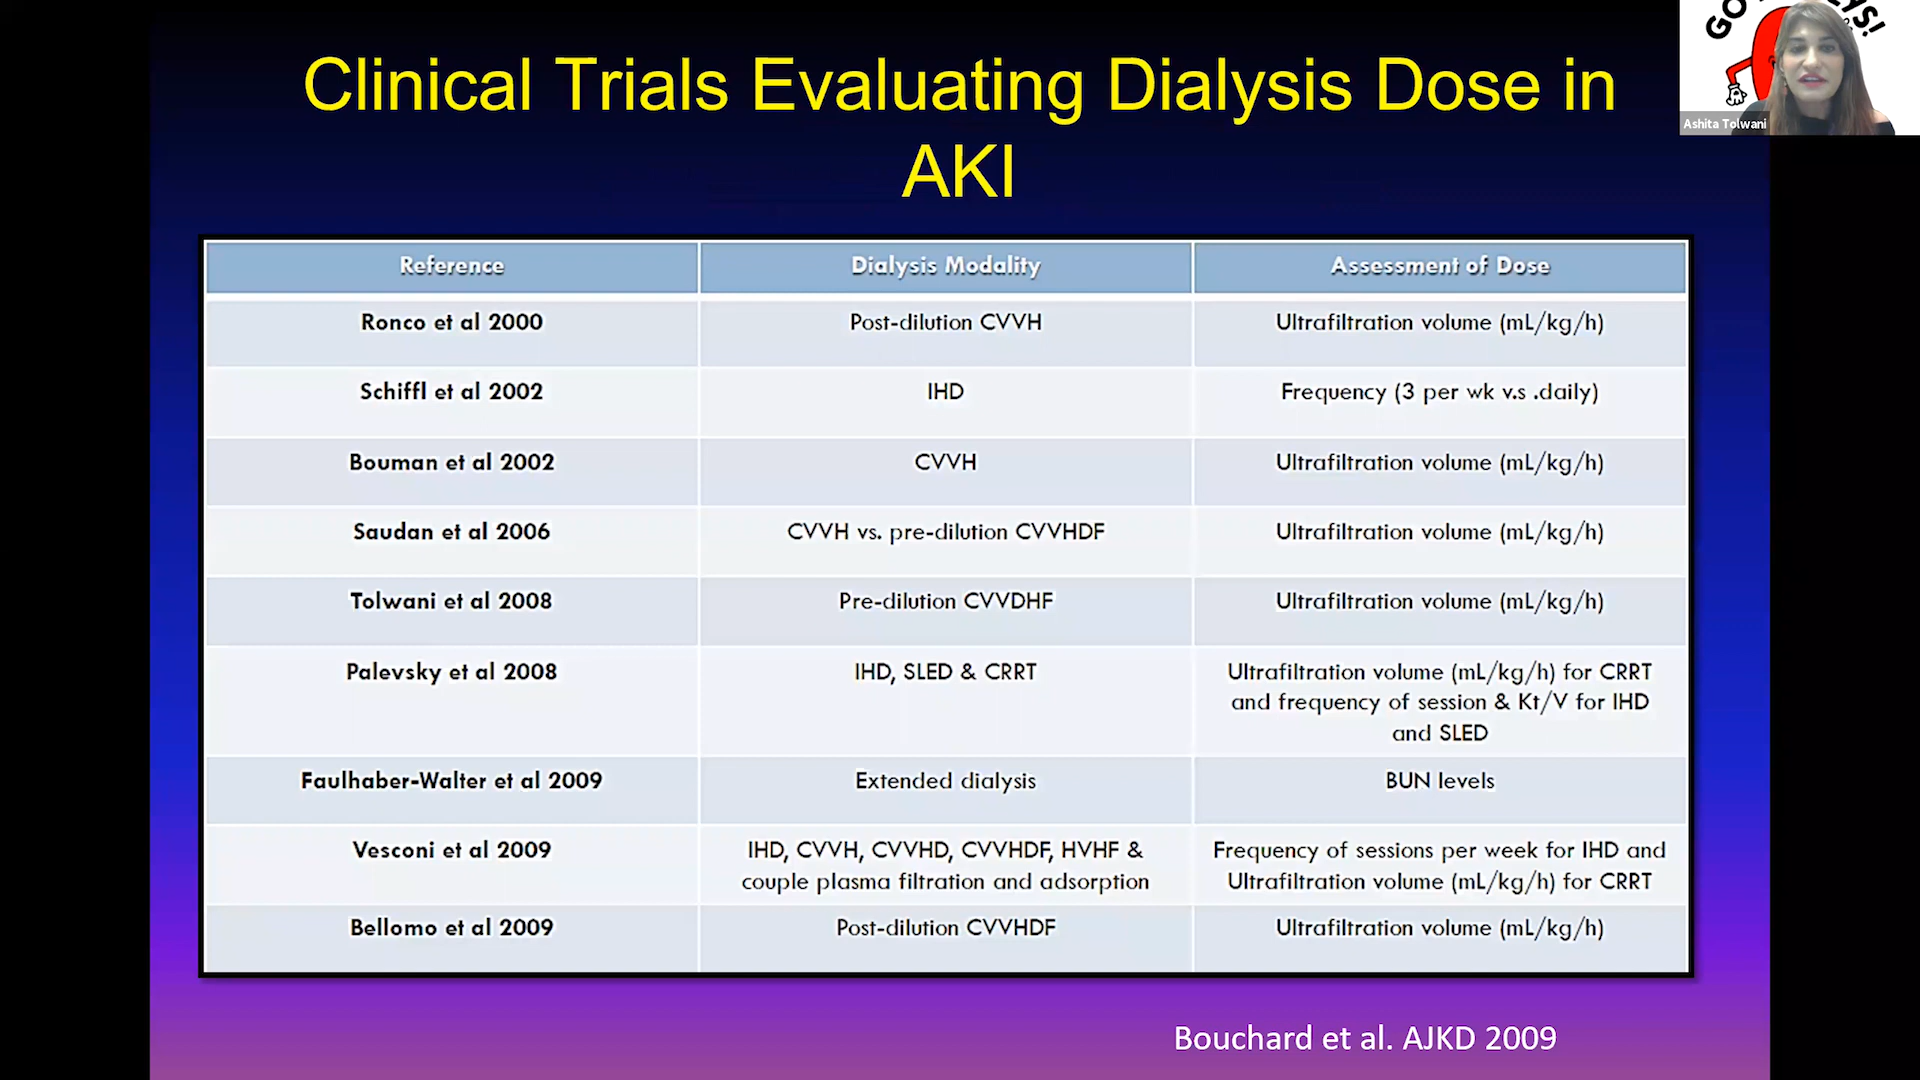 Clinical Trials Evaluating Dialysis Dose in
AKI
Ashita Tolwani
Reference Dialysis Modality Assessment of Dose
Ronco et al 2000 Post-dilution CVVH Ultrafiltration volume (mL/kg/h)
Schiffl et al 2002 IHD Frequency (3 per wk v.s .daily)
Bouman et al 2002 CVVH Ultrafiltration volume (mL/kg/h)
Saudan et al 2006 CVVH vs. pre-dilution CVVHDF Ultrafiltration volume (mL/kg/h)
Tolwani et al 2008 Pre-dilution CVVDHF Ultrafiltration volume (mL/kg/h)
Palevsky et al 2008 IHD, SLED & CRRT Ultrafiltration volume (mL/kg/h) for CRRT
and frequency of session & Kt/V for IHD
and SLED
Faulhaber-Walter et al 2009 Extended dialysis BUN levels
Vesconi et al 2009 IHD, CVVH, CVVHD, CVVHDF, HVHF & Frequency of sessions per week for IHD and
couple plasma filtration and adsorption Ultrafiltration volume (mL/kg/h) for CRRT
Bellomo et al 2009 Post-dilution CVVHDF Ultrafiltration volume (mL/kg/h)
Bouchard et al. AJKD 2009